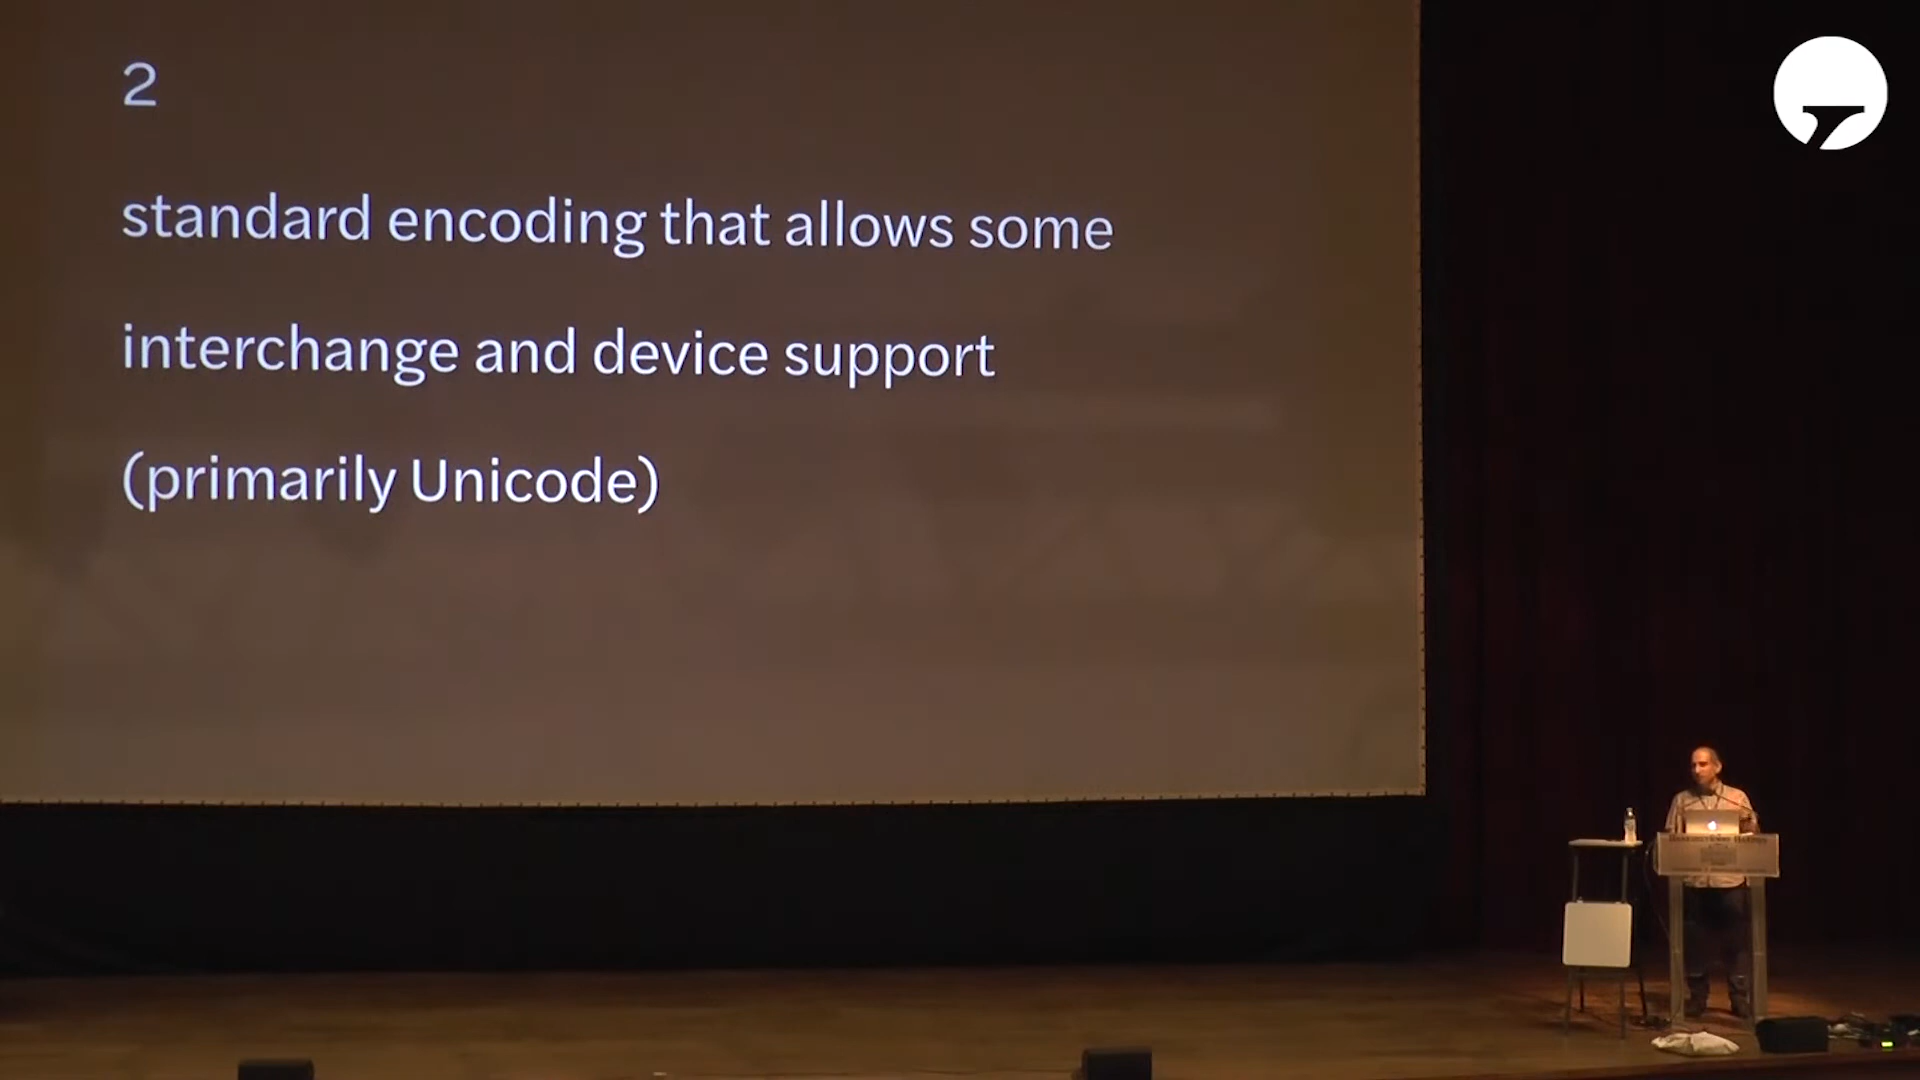 2
standard encoding that allows some
interchange and device support
(primarily Unicode)